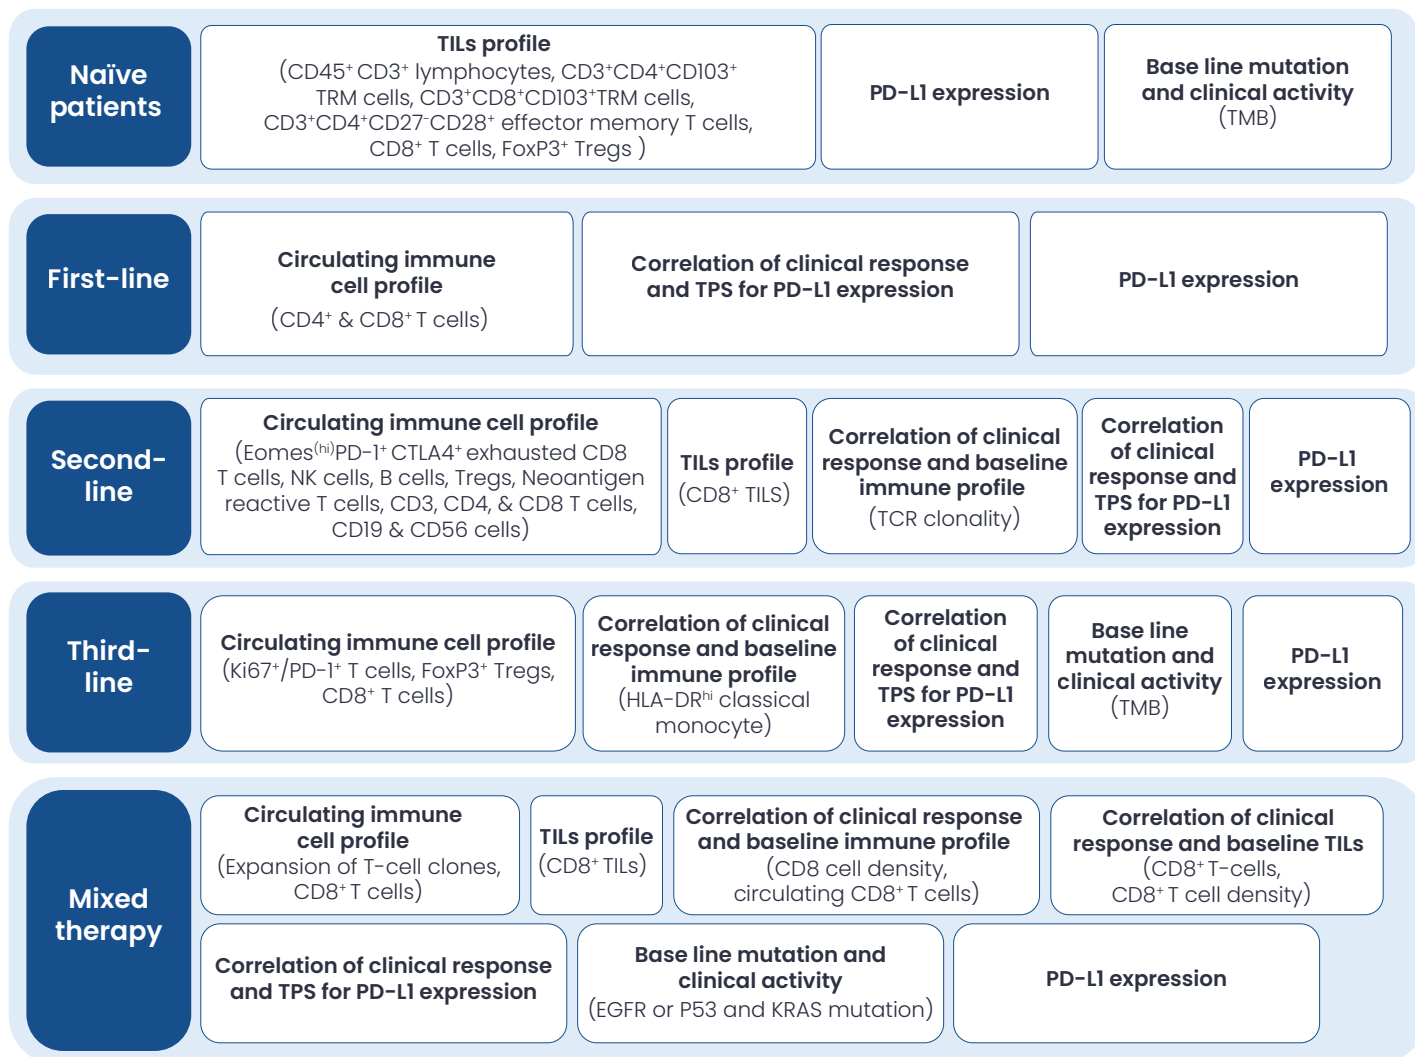 Naïve
patients
TILs profile
(CD45⁺ CD3⁺ lymphocytes, CD3⁺CD4⁺CD103⁺
TRM cells, CD3⁺CD8⁺CD103⁺TRM cells,
CD3⁺CD4⁺CD27⁻CD28⁺ effector memory T cells,
CD8⁺ T cells, FoxP3⁺ Tregs )
PD-L1 expression
Base line mutation
and clinical activity
(TMB)
First-line
Circulating immune
cell profile
(CD4⁺ & CD8⁺ T cells)
Correlation of clinical response
and TPS for PD-L1 expression
PD-L1 expression
Second-
line
Circulating immune cell profile
(Eomes⁽ʰⁱ⁾PD-1⁺ CTLA4⁺ exhausted CD8
T cells, NK cells, B cells, Tregs, Neoantigen
reactive T cells, CD3, CD4, & CD8 T cells,
CD19 & CD56 cells)
TILs profile
(CD8⁺ TILS)
Correlation of clinical
response and baseline
immune profile
(TCR clonality)
Correlation
of clinical
response and
TPS for PD-L1
expression
PD-L1
expression
Third-
line
Circulating immune cell profile
(Ki67⁺/PD-1⁺ T cells, FoxP3⁺ Tregs,
CD8⁺ T cells)
Correlation of clinical
response and baseline
immune profile
(HLA-DRʰⁱ classical
monocyte)
Correlation
of clinical
response and
TPS for PD-L1
expression
Base line
mutation and
clinical activity
(TMB)
PD-L1
expression
Mixed
therapy
Circulating immune
cell profile
(Expansion of T-cell clones,
CD8⁺ T cells)
TILs profile
(CD8⁺ TILs)
Correlation of clinical response
and baseline immune profile
(CD8 cell density,
circulating CD8⁺ T cells)
Correlation of clinical
response and baseline TILs
(CD8⁺ T-cells,
CD8⁺ T cell density)
Correlation of clinical response
and TPS for PD-L1 expression
Base line mutation and
clinical activity
(EGFR or P53 and KRAS mutation)
PD-L1 expression